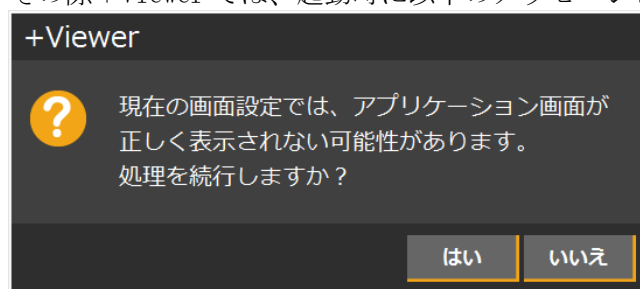 +Viewer
?
現在の画面設定では、アプリケーション画面が
正しく表示されない可能性があります。
処理を続行しますか？
はい いいえ